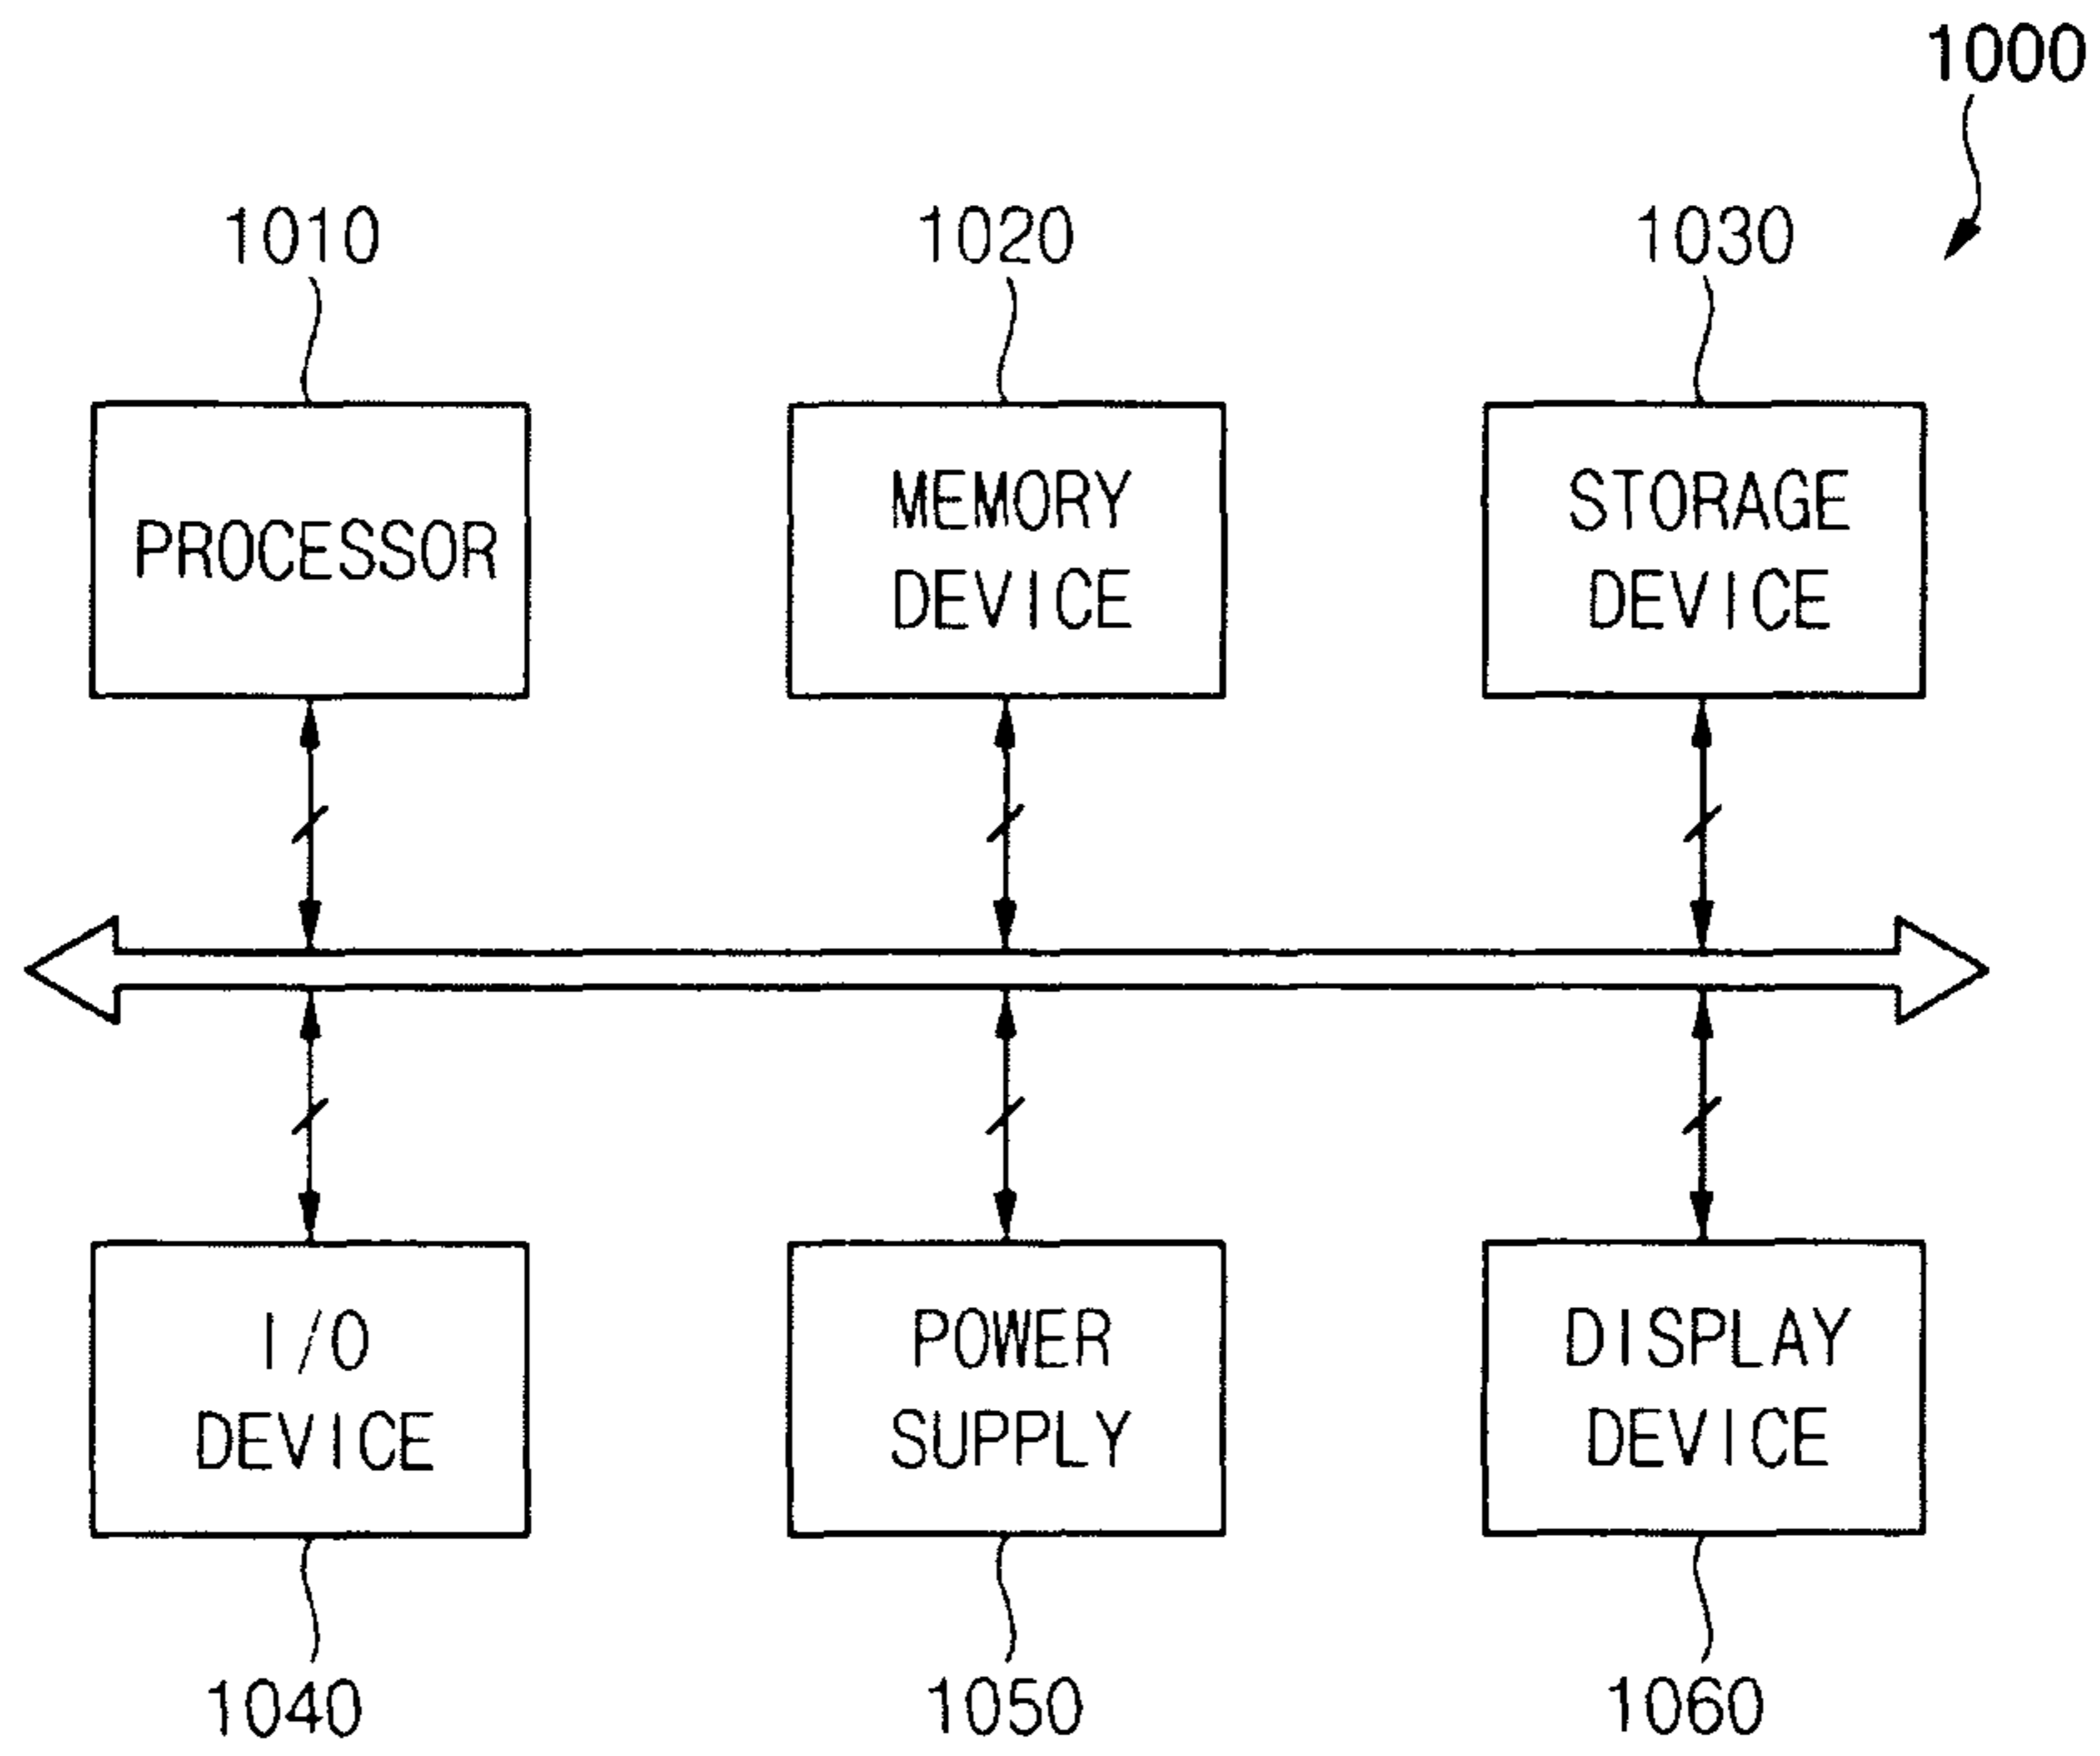 1000
1010
1020
1030
PROCESSOR
MEMORY
DEVICE
STORAGE
DEVICE
I/O
DEVICE
POWER
SUPPLY
DISPLAY
DEVICE
1040
1050
1060